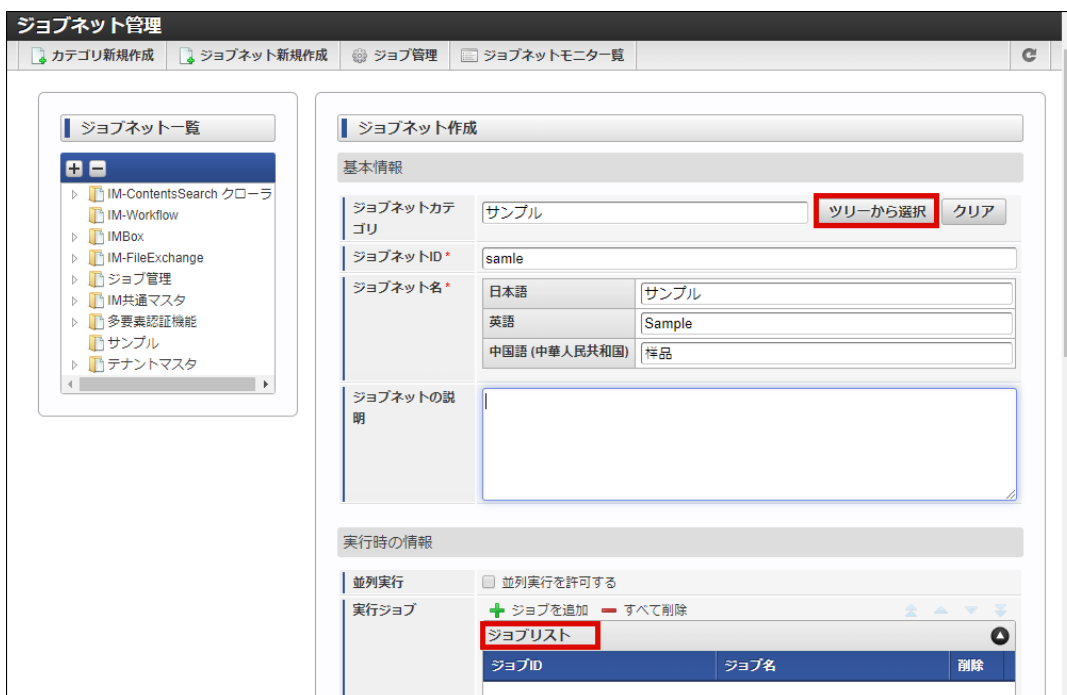 ジョブネット管理
カテゴリ新規作成 ジョブネット新規作成 ジョブ管理 ジョブネットモニター覧
ジョブネット一覧
IM-ContentsSearch クローラ
IM-Workflow
IMBox
IM-FileExchange
ジョブ管理
IM共通マスタ
多要素認証機能
サンプル
テナントマスタ
ジョブネット作成
基本情報
ジョブネットカテ
ゴリ
サンプル ツリーから選択 クリア
ジョブネットID * samle
ジョブネット名 * 日本語 サンプル
英語 Sample
中国語 (中華人民共和国) 样品
ジョブネットの説
明
実行時の情報
並列実行 並列実行を許可する
実行ジョブ ジョブを追加 すべて削除
ジョブリスト
ジョブID ジョブ名 削除